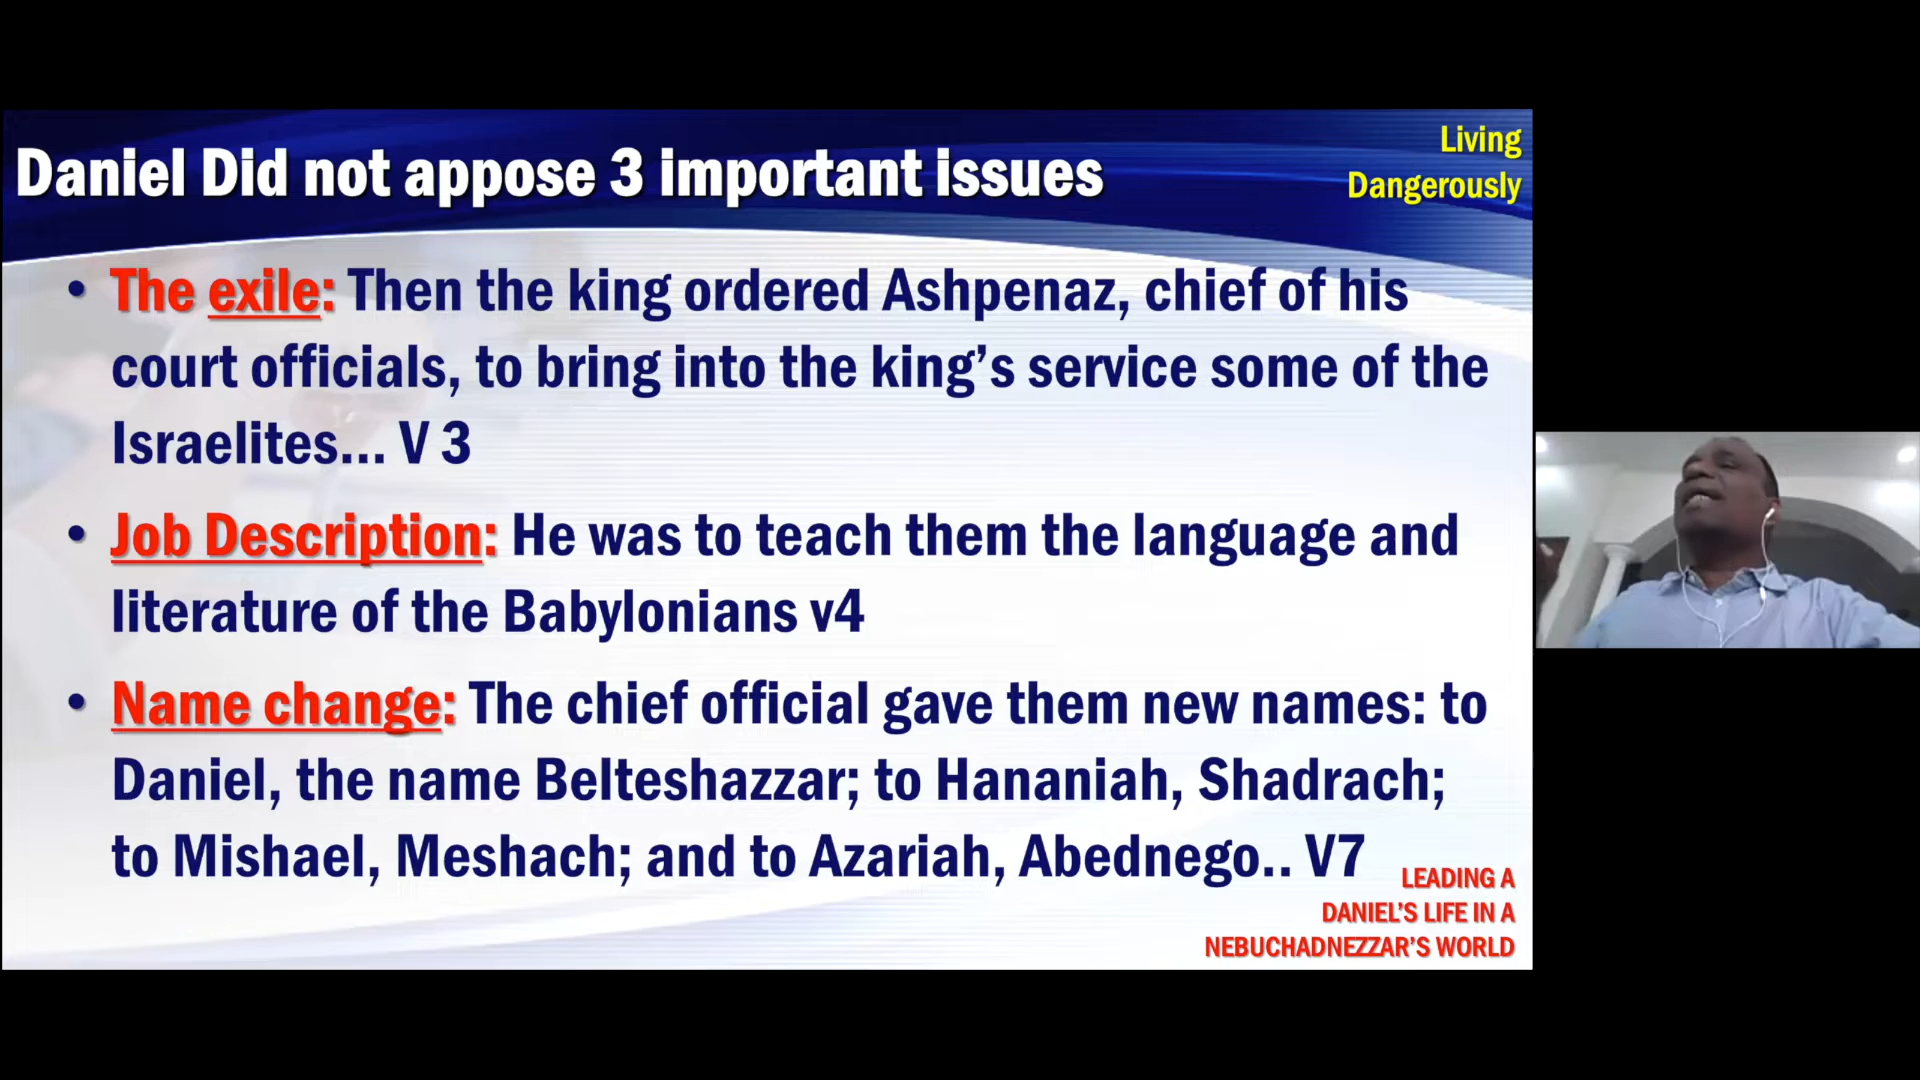 Daniel Did not appose 3 important issues
Living
Dangerously
• The exile: Then the king ordered Ashpenaz, chief of his
court officials, to bring into the king’s service some of the
Israelites... V 3
• Job Description: He was to teach them the language and
literature of the Babylonians v4
• Name change: The chief official gave them new names: to
Daniel, the name Belteshazzar; to Hananiah, Shadrach;
to Mishael, Meshach; and to Azariah, Abednego.. V7
LEADING A
DANIEL’S LIFE IN A
NEBUCHADNEZZAR’S WORLD